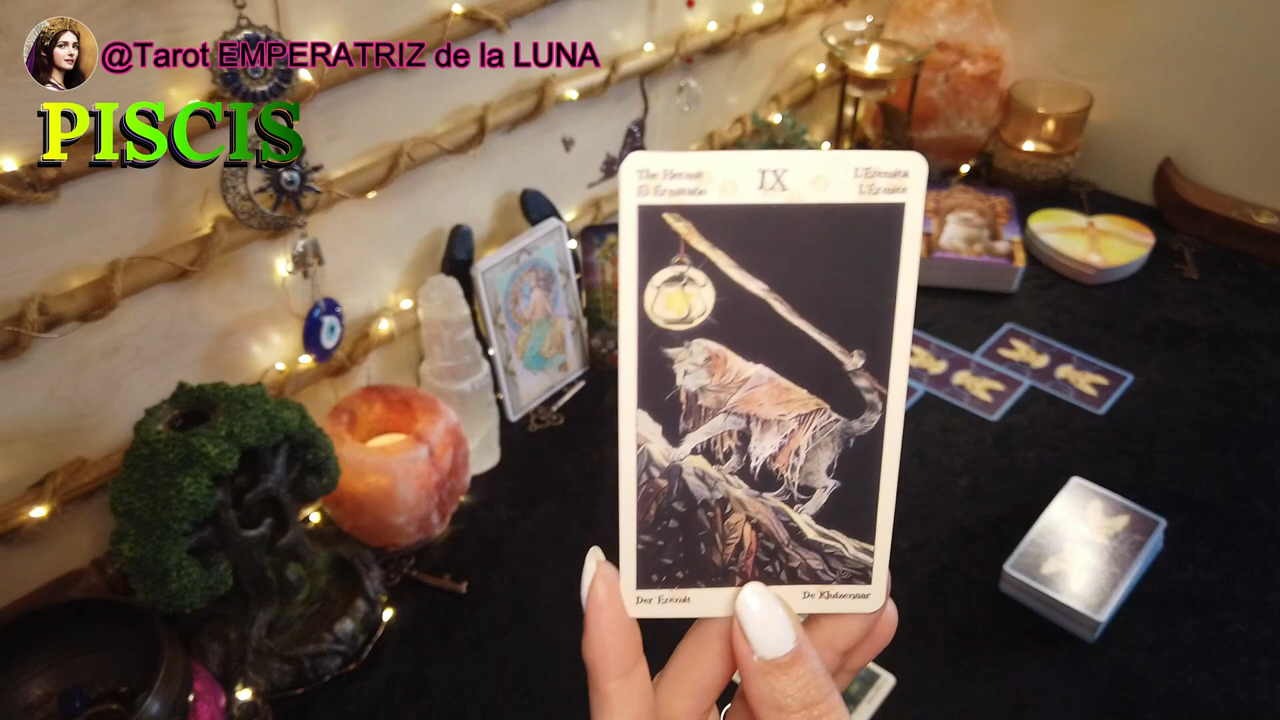 @Tarot EMPERATRIZ de la LUNA
PISCIS
The Hermit
El Ermitaño
IX
L'Eremita
L'Ermite
Der Eremit
De Kluizenaar